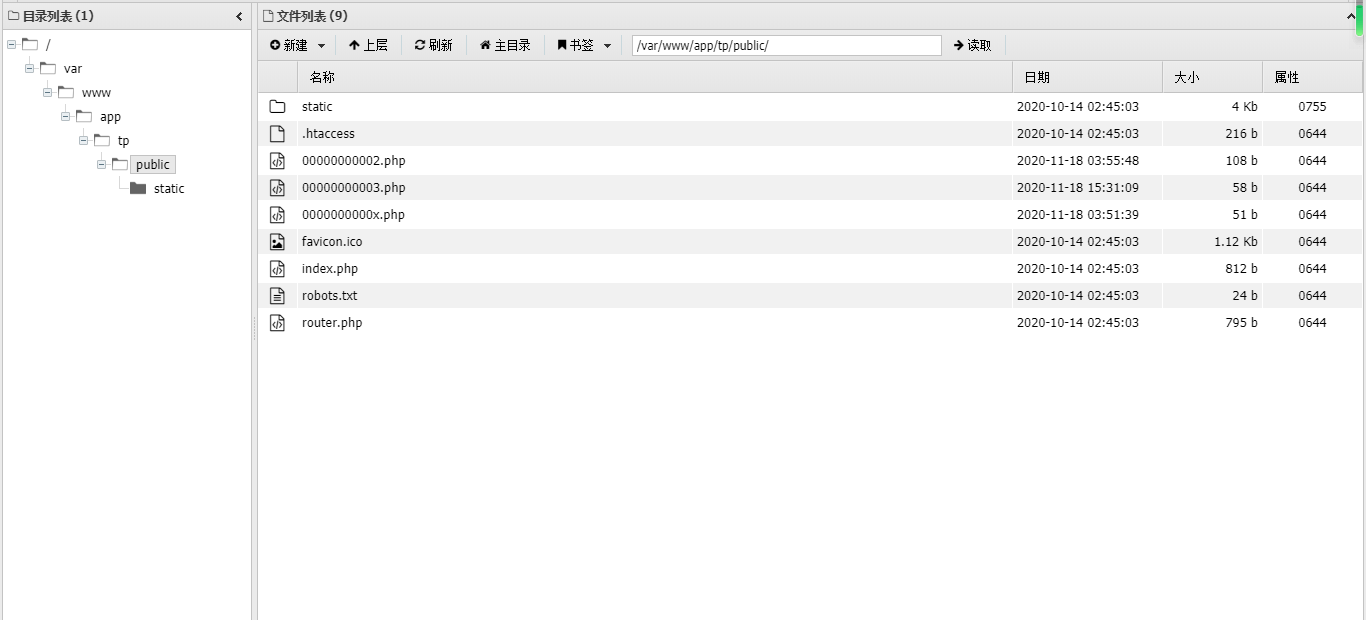 目录列表 (1)
/
var
www
app
tp
public
static
文件列表 (9)
新建 上层 刷新 主目录 书签 /var/www/app/tp/public/ 读取
名称 日期 大小 属性
static 2020-10-14 02:45:03 4 Kb 0755
.htaccess 2020-10-14 02:45:03 216 b 0644
00000000002.php 2020-11-18 03:55:48 108 b 0644
00000000003.php 2020-11-18 15:31:09 58 b 0644
0000000000x.php 2020-11-18 03:51:39 51 b 0644
favicon.ico 2020-10-14 02:45:03 1.12 Kb 0644
index.php 2020-10-14 02:45:03 812 b 0644
robots.txt 2020-10-14 02:45:03 24 b 0644
router.php 2020-10-14 02:45:03 795 b 0644